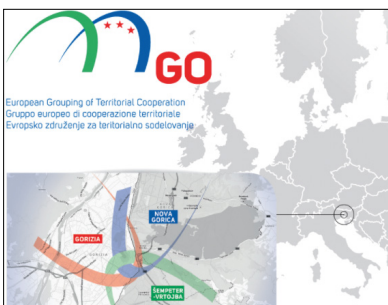 GO
European Grouping of Territorial Cooperation
Gruppo europeo di cooperazione territoriale
Evropsko združenje za teritorialno sodelovanje
NOVA
GORICA
GORIZIA
ŠEMPETER-
VRTOJBA